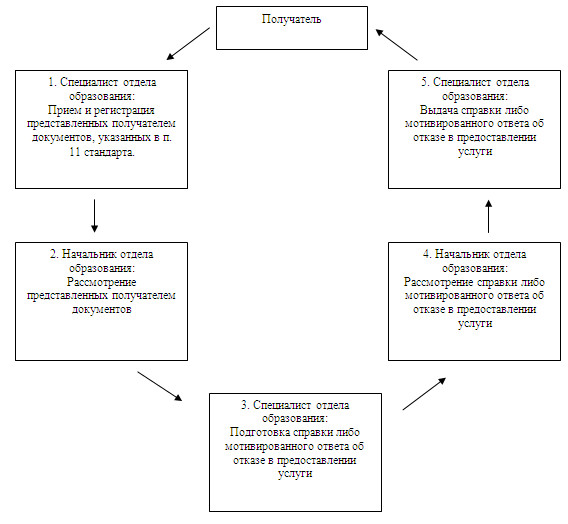 Получатель
1. Специалист отдела
образования:
Прием и регистрация
представленных получателем
документов, указанных в п.
11 стандарта.
2. Начальник отдела
образования:
Рассмотрение
представленных получателем
документов
3. Специалист отдела
образования:
Подготовка справки либо
мотивированного ответа об
отказе в предоставлении
услуги
4. Начальник отдела
образования:
Рассмотрение справки либо
мотивированного ответа об
отказе в предоставлении
услуги
5. Специалист отдела
образования:
Выдача справки либо
мотивированного ответа об
отказе в предоставлении
услуги